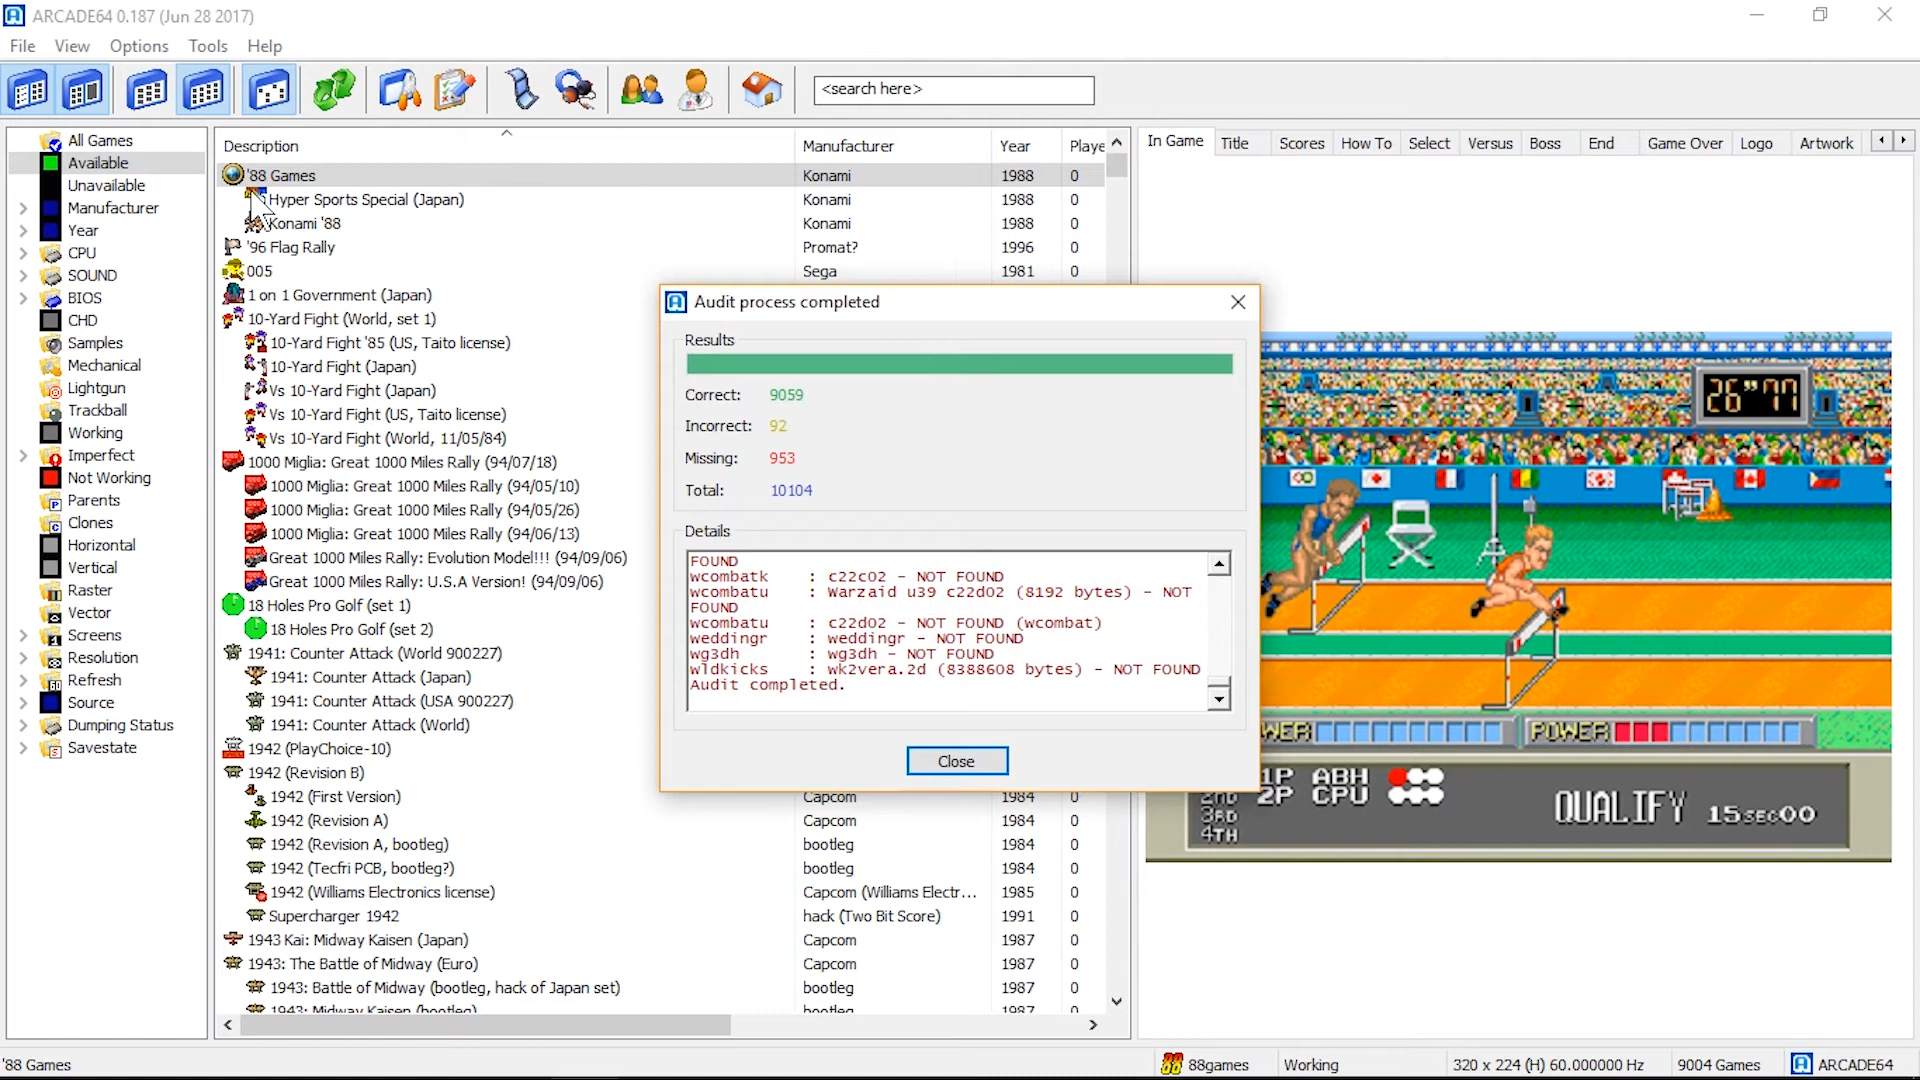 ARCADE64 0.187 (Jun 28 2017)
File View Options Tools Help
<search here>
All Games
Available
Unavailable
Manufacturer
Year
CPU
SOUND
BIOS
CHD
Samples
Mechanical
Lightgun
Trackball
Working
Imperfect
Not Working
Parents
Clones
Horizontal
Vertical
Raster
Vector
Screens
Resolution
Refresh
Source
Dumping Status
Savestate
Description Manufacturer Year Playe
'88 Games Konami 1988 0
Hyper Sports Special (Japan) Konami 1988 0
Konami '88 Konami 1988 0
'96 Flag Rally Promat? 1996 0
005 Sega 1981 0
1 on 1 Government (Japan)
10-Yard Fight (World, set 1)
10-Yard Fight '85 (US, Taito license)
10-Yard Fight (Japan)
Vs 10-Yard Fight (Japan)
Vs 10-Yard Fight (US, Taito license)
Vs 10-Yard Fight (World, 11/05/84)
1000 Miglia: Great 1000 Miles Rally (94/07/18)
1000 Miglia: Great 1000 Miles Rally (94/05/10)
1000 Miglia: Great 1000 Miles Rally (94/05/26)
1000 Miglia: Great 1000 Miles Rally (94/06/13)
Great 1000 Miles Rally: Evolution Model!!! (94/09/06)
Great 1000 Miles Rally: U.S.A Version! (94/09/06)
18 Holes Pro Golf (set 1)
18 Holes Pro Golf (set 2)
1941: Counter Attack (World 900227)
1941: Counter Attack (Japan)
1941: Counter Attack (USA 900227)
1941: Counter Attack (World)
1942 (PlayChoice-10)
1942 (Revision B)
1942 (First Version) Capcom 1984 0
1942 (Revision A) Capcom 1984 0
1942 (Revision A, bootleg) bootleg 1984 0
1942 (Tecfri PCB, bootleg?) bootleg 1984 0
1942 (Williams Electronics license) Capcom (Williams Electr... 1985 0
Supercharger 1942 hack (Two Bit Score) 1991 0
1943 Kai: Midway Kaisen (Japan) Capcom 1987 0
1943: The Battle of Midway (Euro) Capcom 1987 0
1943: Battle of Midway (bootleg, hack of Japan set) bootleg 1987 0
1943: Midway Kaisen (bootleg) bootleg 1987 0
Audit process completed
Results
Correct: 9059
Incorrect: 92
Missing: 953
Total: 10104
Details
FOUND
wcombatk : c22c02 - NOT FOUND
wcombatu : Warzaid u39 c22d02 (8192 bytes) - NOT
FOUND
wcombatu : c22d02 - NOT FOUND (wcombat)
weddingr : weddingr - NOT FOUND
wg3dh : wg3dh - NOT FOUND
wldkicks : wk2vera.2d (8388608 bytes) - NOT FOUND
Audit completed.
Close
In Game Title Scores How To Select Versus Boss End Game Over Logo Artwork
26"77
WER POWER
1P ABH
2ND 2P CPU
3RD
4TH
QUALIFY 15SEC00
'88 Games 88games Working 320 x 224 (H) 60.000000 Hz 9004 Games ARCADE64